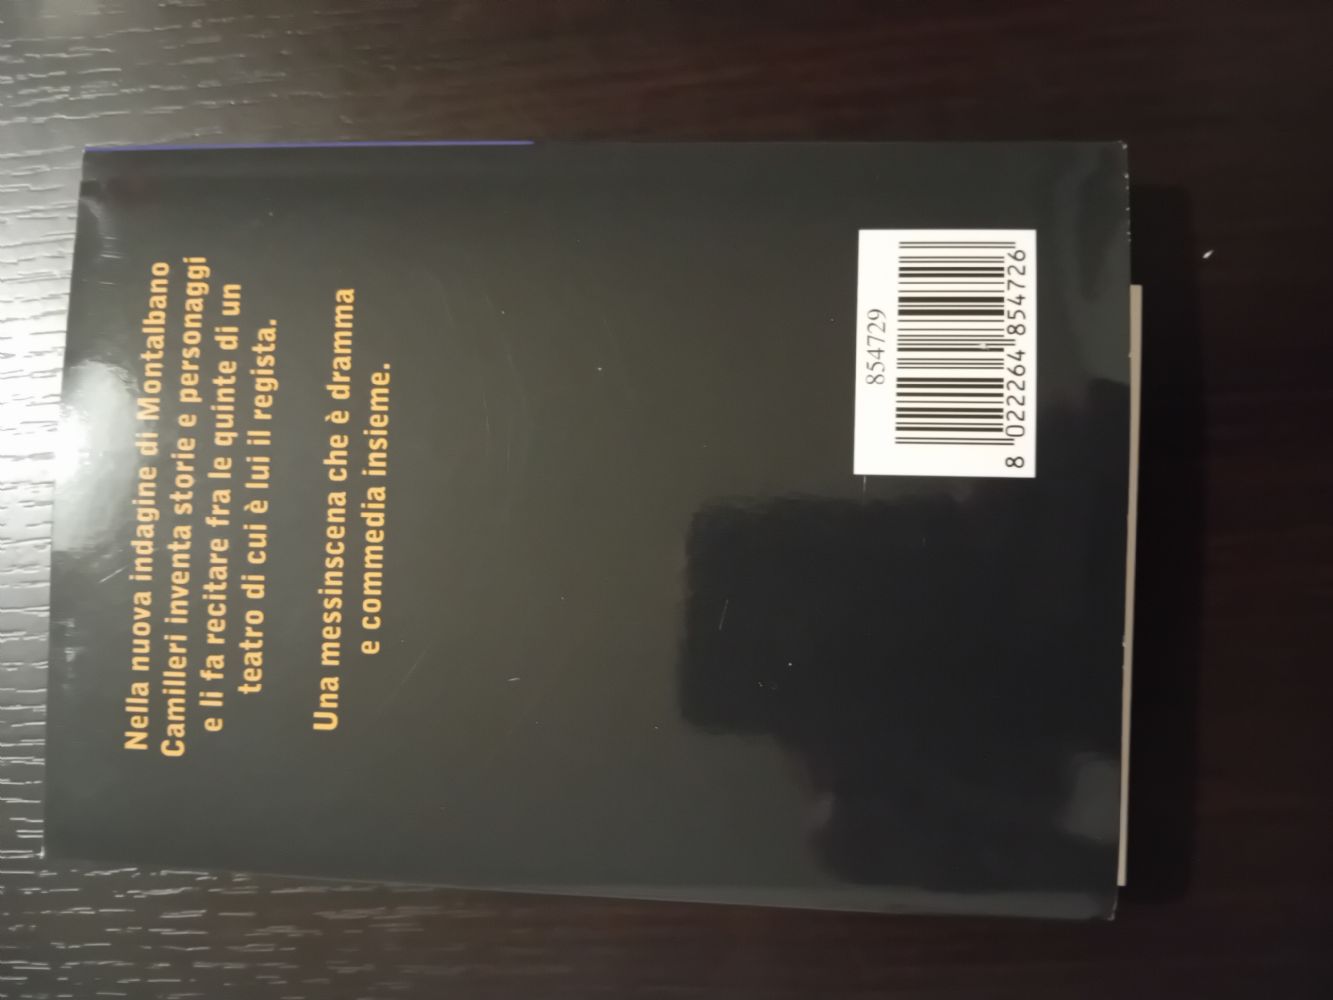 Nella nuova indagine di Montalbano
Camilleri inventa storie e personaggi
e li fa recitare fra le quinte di un
teatro di cui è lui il regista.
Una messinscena che è dramma
e commedia insieme.
854729
8 022264 854726